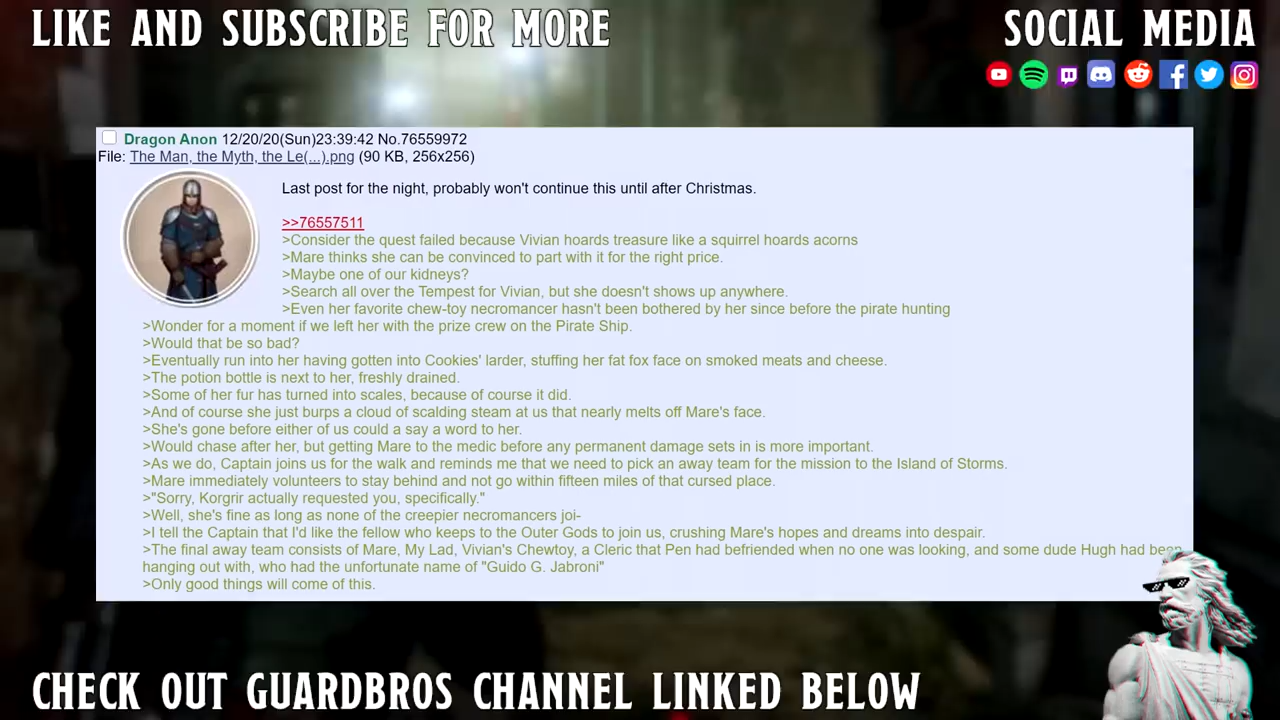 LIKE AND SUBSCRIBE FOR MORE
SOCIAL MEDIA
Dragon Anon 12/20/20(Sun)23:39:42 No.76559972
File: The Man, the Myth, the Le(...).png (90 KB, 256x256)
Last post for the night, probably won't continue this until after Christmas.
>>76557511
>Consider the quest failed because Vivian hoards treasure like a squirrel hoards acorns
>Mare thinks she can be convinced to part with it for the right price.
>Maybe one of our kidneys?
>Search all over the Tempest for Vivian, but she doesn't shows up anywhere.
>Even her favorite chew-toy necromancer hasn't been bothered by her since before the pirate hunting
>Wonder for a moment if we left her with the prize crew on the Pirate Ship.
>Would that be so bad?
>Eventually run into her having gotten into Cookies' larder, stuffing her fat fox face on smoked meats and cheese.
>The potion bottle is next to her, freshly drained.
>Some of her fur has turned into scales, because of course it did.
>And of course she just burps a cloud of scalding steam at us that nearly melts off Mare's face.
>She's gone before either of us could a say a word to her.
>Would chase after her, but getting Mare to the medic before any permanent damage sets in is more important.
>As we do, Captain joins us for the walk and reminds me that we need to pick an away team for the mission to the Island of Storms.
>Mare immediately volunteers to stay behind and not go within fifteen miles of that cursed place.
>"Sorry, Korgrir actually requested you, specifically."
>Well, she's fine as long as none of the creepier necromancers joi-
>I tell the Captain that I'd like the fellow who keeps to the Outer Gods to join us, crushing Mare's hopes and dreams into despair.
>The final away team consists of Mare, My Lad, Vivian's Chewtoy, a Cleric that Pen had befriended when no one was looking, and some dude Hugh had been
hanging out with, who had the unfortunate name of "Guido G. Jabroni"
>Only good things will come of this.
CHECK OUT GUARDBROS CHANNEL LINKED BELOW